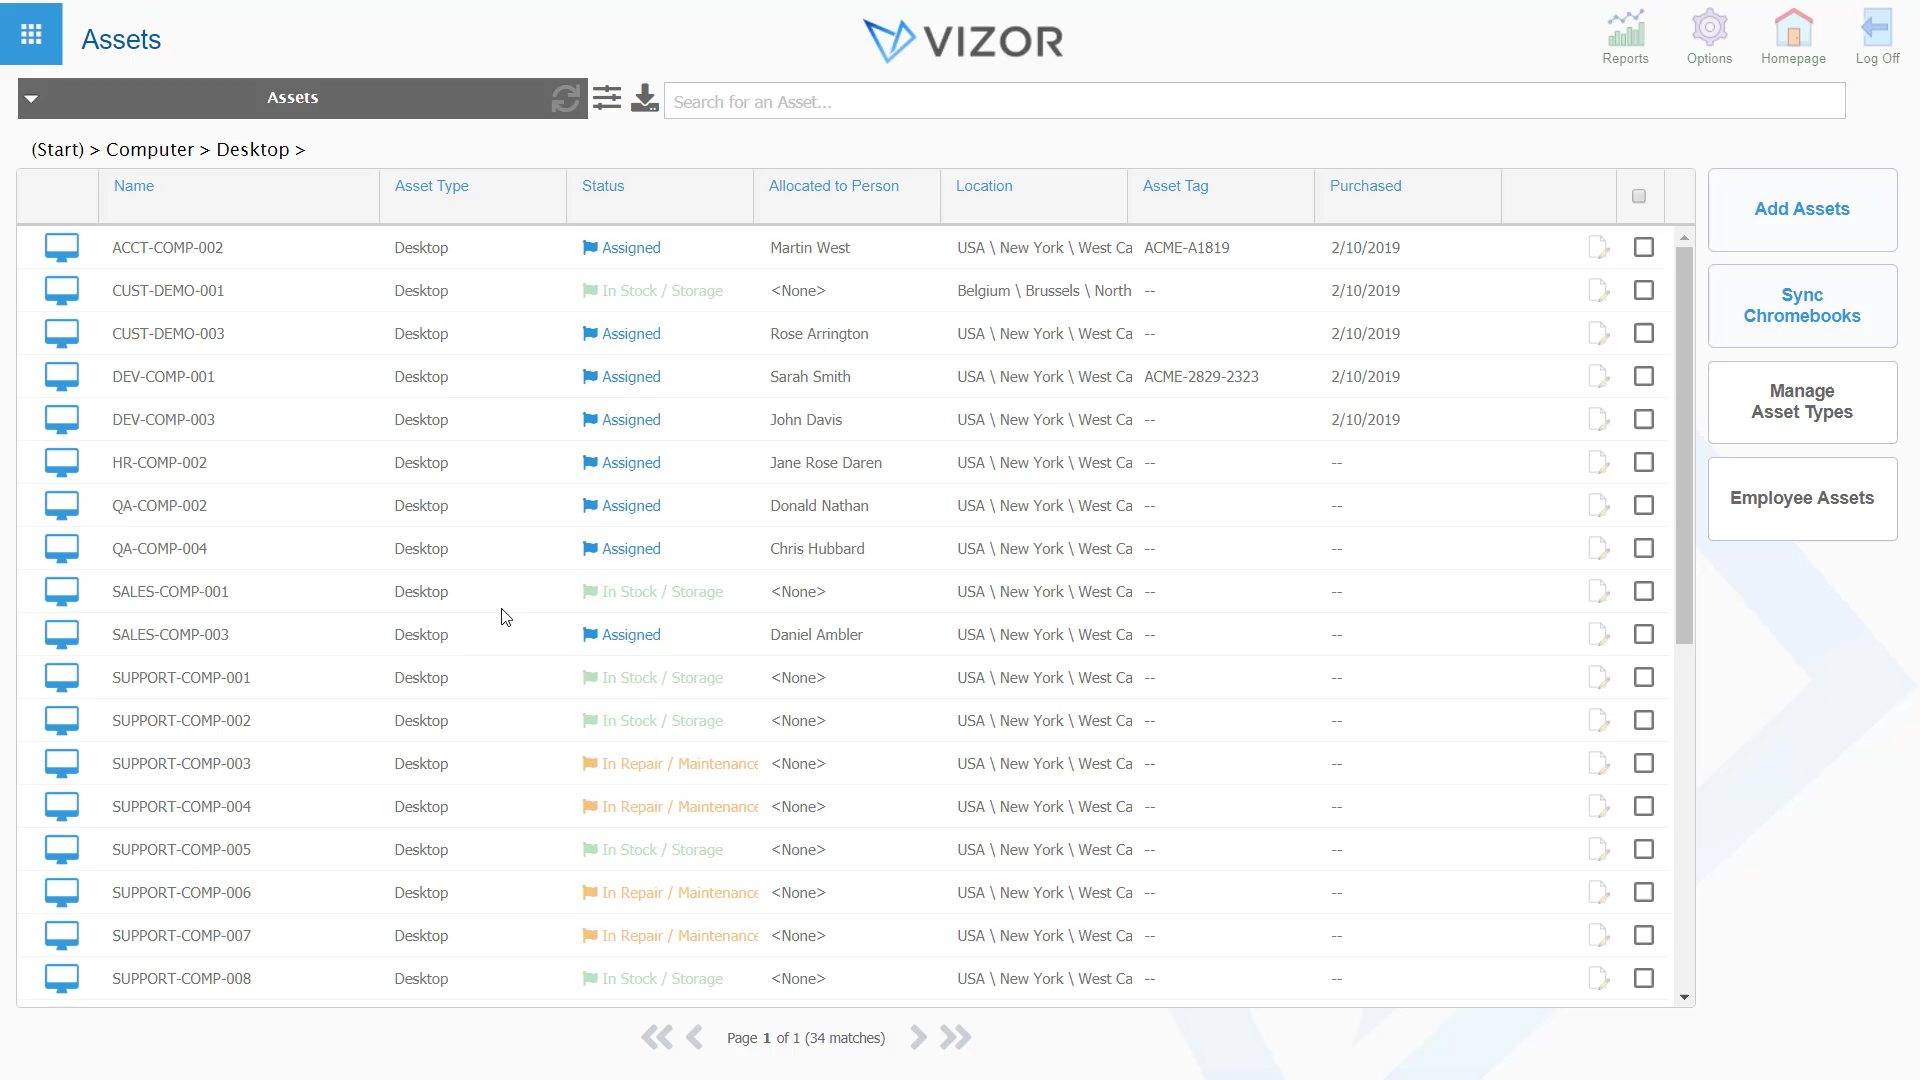 Assets
VIZOR
Reports
Options
Homepage
Log Off
Assets
Search for an Asset...
(Start) > Computer > Desktop >
Name Asset Type Status Allocated to Person Location Asset Tag Purchased
ACCT-COMP-002 Desktop Assigned Martin West USA \ New York \ West Ca ACME-A1819 2/10/2019
CUST-DEMO-001 Desktop In Stock / Storage <None> Belgium \ Brussels \ North -- 2/10/2019
CUST-DEMO-003 Desktop Assigned Rose Arrington USA \ New York \ West Ca -- 2/10/2019
DEV-COMP-001 Desktop Assigned Sarah Smith USA \ New York \ West Ca ACME-2829-2323 2/10/2019
DEV-COMP-003 Desktop Assigned John Davis USA \ New York \ West Ca -- 2/10/2019
HR-COMP-002 Desktop Assigned Jane Rose Daren USA \ New York \ West Ca -- --
QA-COMP-002 Desktop Assigned Donald Nathan USA \ New York \ West Ca -- --
QA-COMP-004 Desktop Assigned Chris Hubbard USA \ New York \ West Ca -- --
SALES-COMP-001 Desktop In Stock / Storage <None> USA \ New York \ West Ca -- --
SALES-COMP-003 Desktop Assigned Daniel Ambler USA \ New York \ West Ca -- --
SUPPORT-COMP-001 Desktop In Stock / Storage <None> USA \ New York \ West Ca -- --
SUPPORT-COMP-002 Desktop In Stock / Storage <None> USA \ New York \ West Ca -- --
SUPPORT-COMP-003 Desktop In Repair / Maintenance <None> USA \ New York \ West Ca -- --
SUPPORT-COMP-004 Desktop In Repair / Maintenance <None> USA \ New York \ West Ca -- --
SUPPORT-COMP-005 Desktop In Stock / Storage <None> USA \ New York \ West Ca -- --
SUPPORT-COMP-006 Desktop In Repair / Maintenance <None> USA \ New York \ West Ca -- --
SUPPORT-COMP-007 Desktop In Repair / Maintenance <None> USA \ New York \ West Ca -- --
SUPPORT-COMP-008 Desktop In Stock / Storage <None> USA \ New York \ West Ca -- --
Page 1 of 1 (34 matches)
Add Assets
Sync
Chromebooks
Manage
Asset Types
Employee Assets